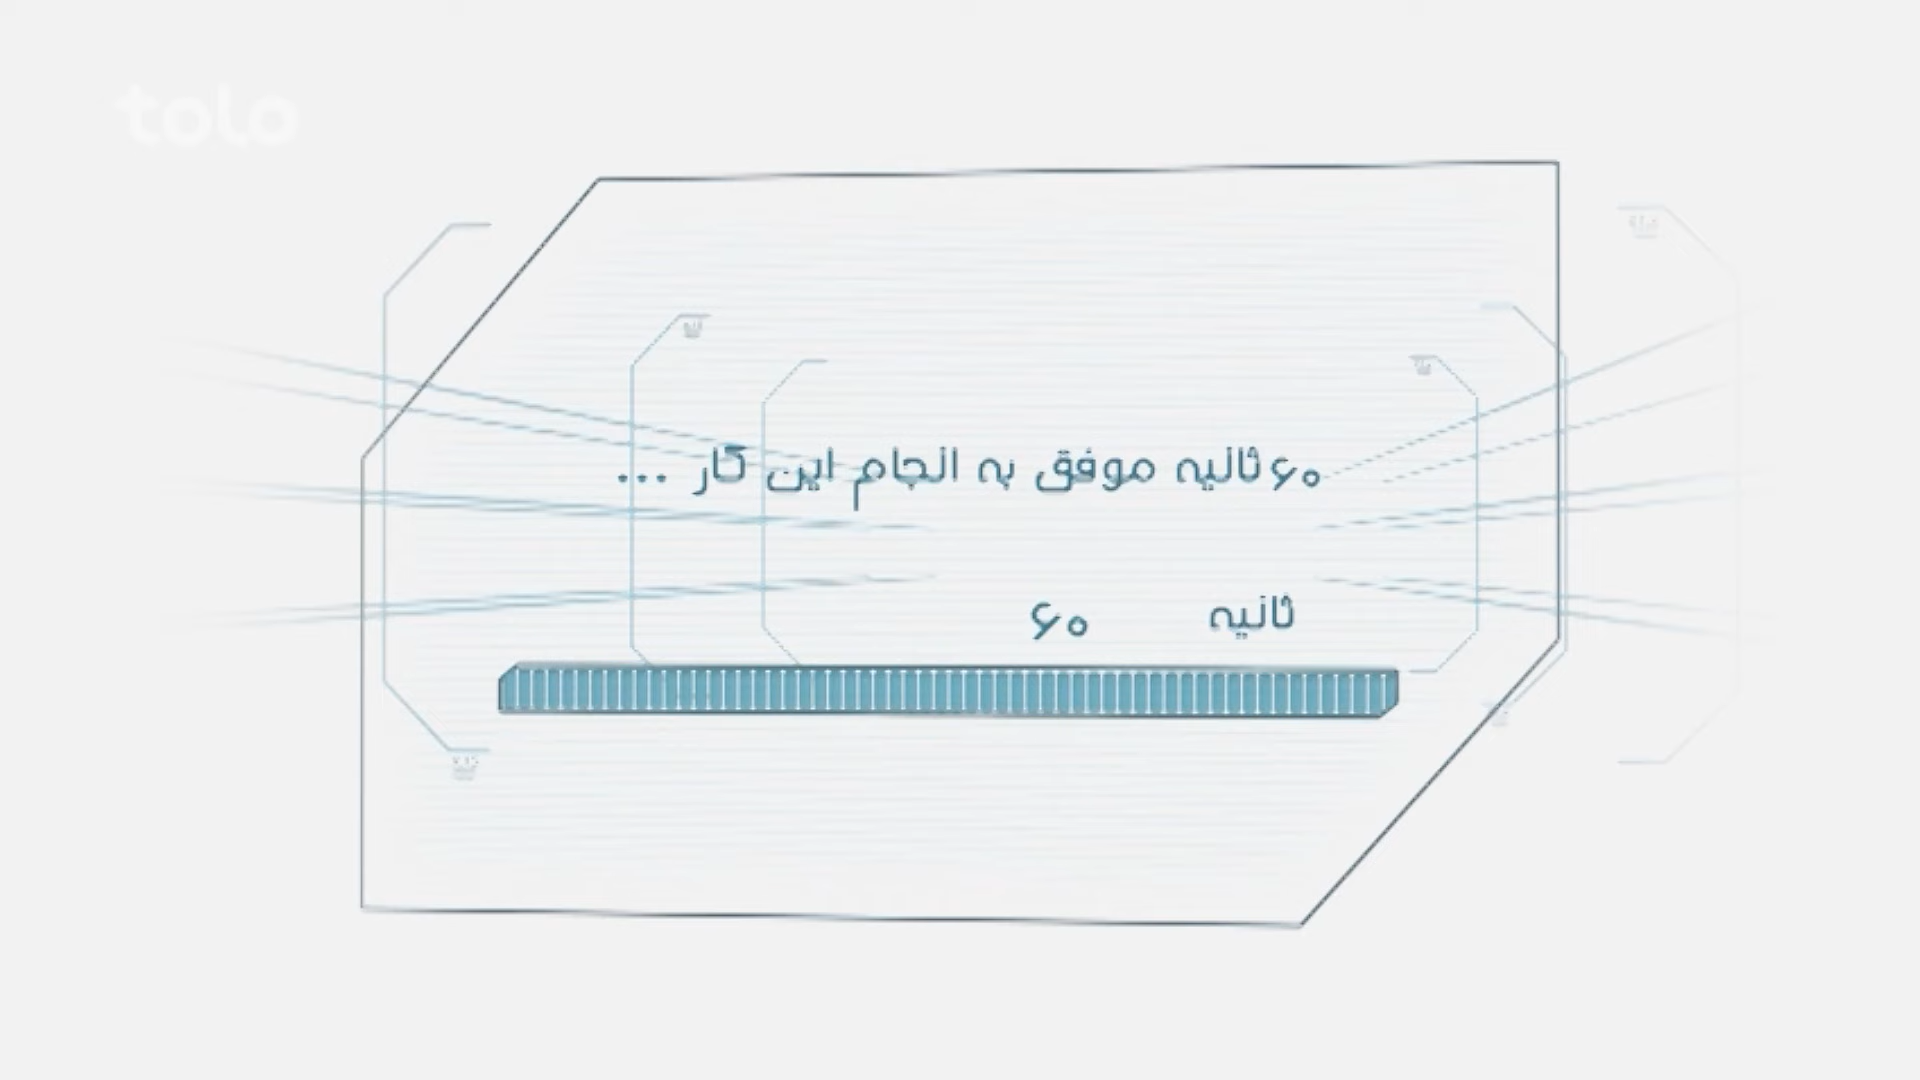 tolo
۶۰ثانیه موفق به انجام این کار ...
ثانیه ۶۰